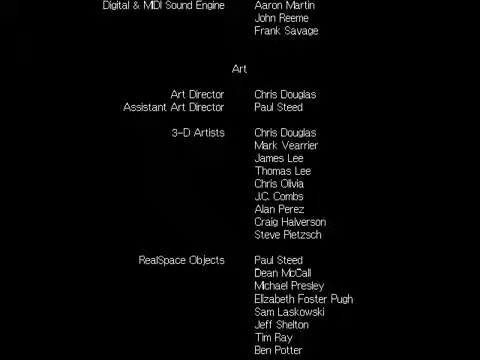 Digital & MIDI Sound Engine Aaron Martin
John Reeme
Frank Savage
Art
Art Director Chris Douglas
Assistant Art Director Paul Steed
3-D Artists Chris Douglas
Mark Vearrier
James Lee
Thomas Lee
Chris Olivia
J.C. Combs
Alan Perez
Craig Halverson
Steve Pietzsch
RealSpace Objects Paul Steed
Dean McCall
Michael Presley
Elizabeth Foster Pugh
Sam Laskowski
Jeff Shelton
Tim Ray
Ben Potter